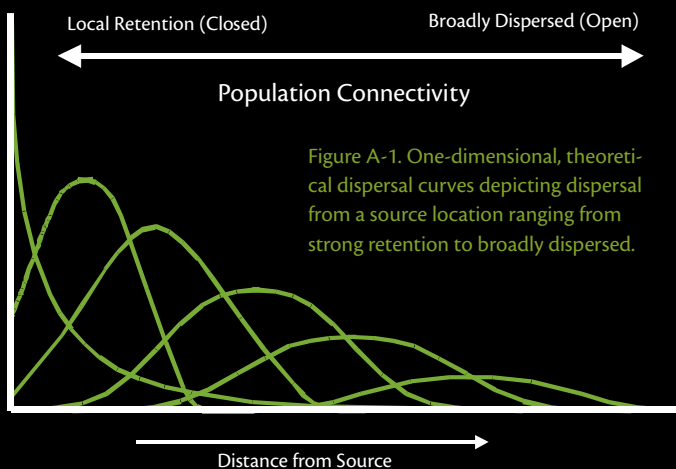 Local Retention (Closed)
Broadly Dispersed (Open)
Population Connectivity
Figure A-1. One-dimensional, theoreti-
cal dispersal curves depicting dispersal
from a source location ranging from
strong retention to broadly dispersed.
Distance from Source